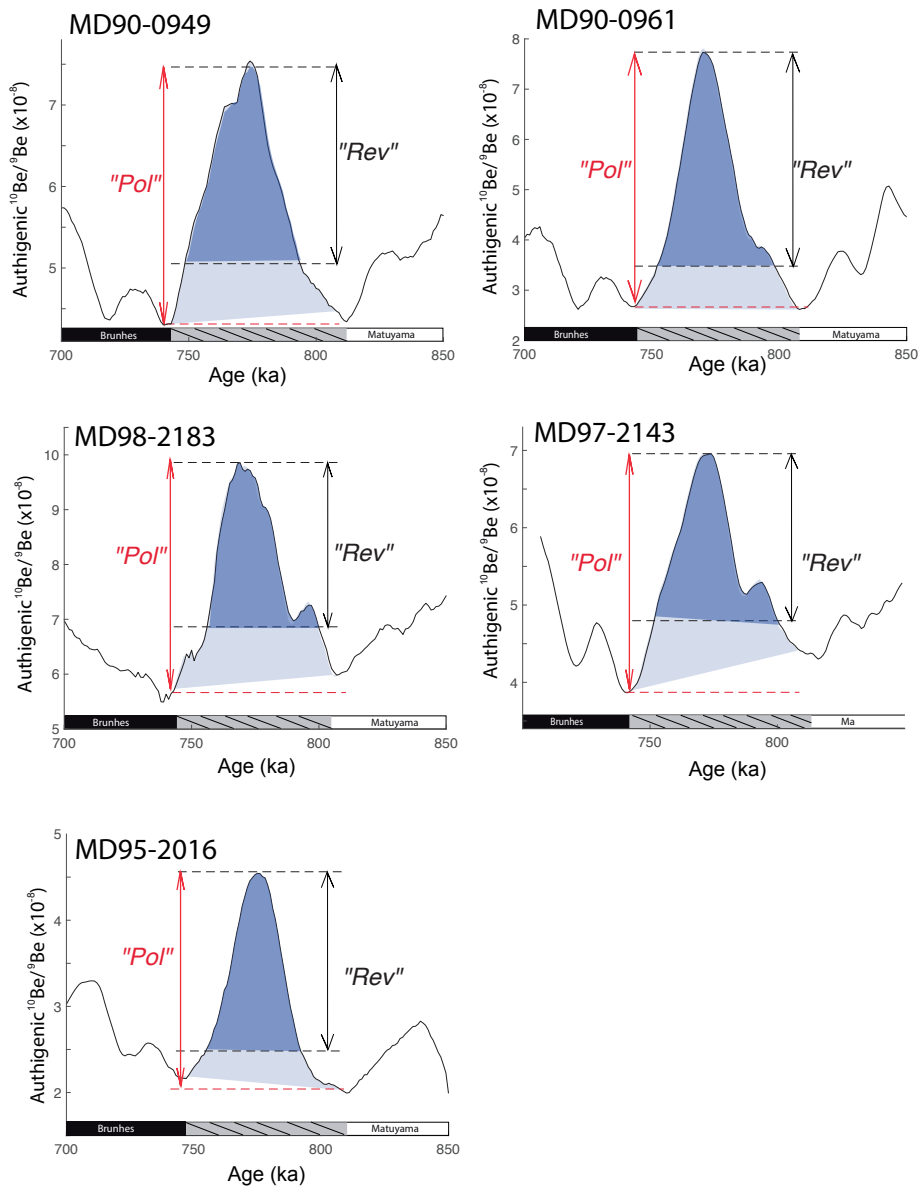 MD90-0949
Authigenic ¹⁰Be/⁹Be (x10⁻⁸)
7
6
5
"Pol"
"Rev"
Brunhes
Matuyama
700
750
800
850
Age (ka)
MD90-0961
Authigenic ¹⁰Be/⁹Be (x10⁻⁸)
8
7
6
5
4
3
2
"Pol"
"Rev"
Brunhes
Matuyama
700
750
800
850
Age (ka)
MD98-2183
Authigenic ¹⁰Be/⁹Be (x10⁻⁸)
10
9
8
7
6
5
"Pol"
"Rev"
Brunhes
Matuyama
700
750
800
850
Age (ka)
MD97-2143
Authigenic ¹⁰Be/⁹Be (x10⁻⁸)
7
6
5
4
"Pol"
"Rev"
Brunhes
Ma
750
800
Age (ka)
MD95-2016
Authigenic ¹⁰Be/⁹Be (x10⁻⁸)
5
4
3
2
"Pol"
"Rev"
Brunhes
Matuyama
700
750
800
850
Age (ka)